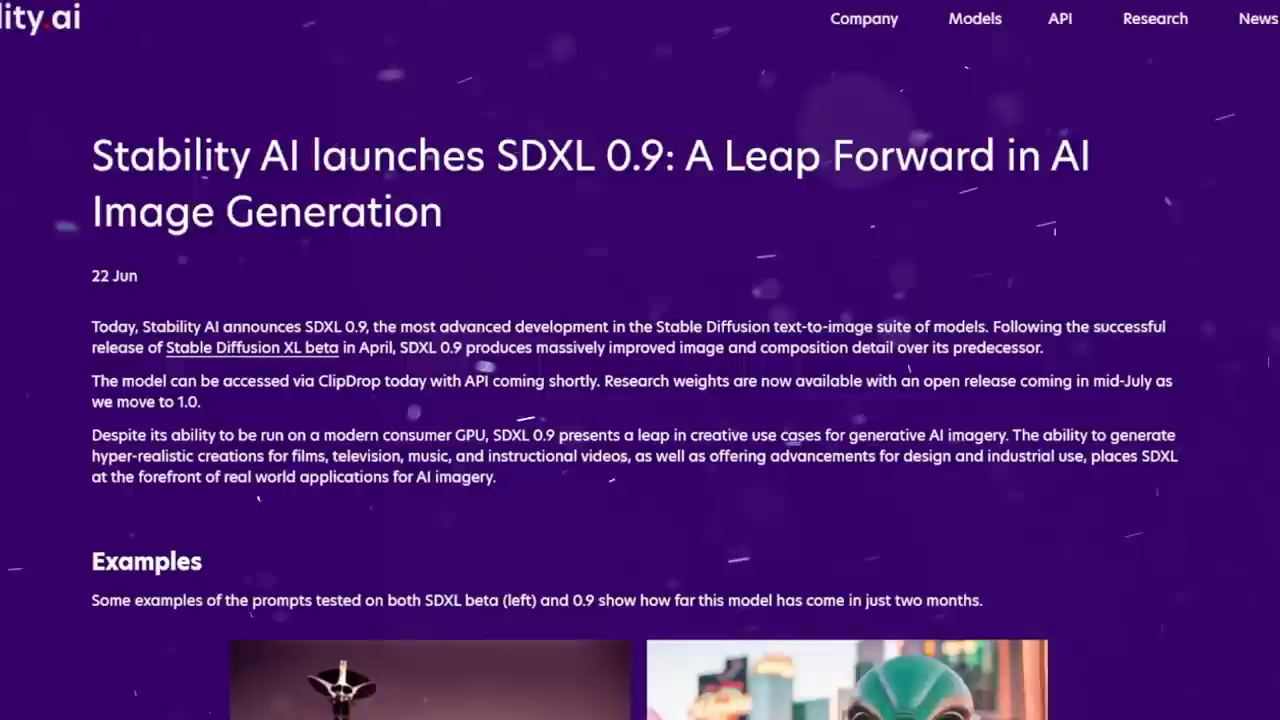 lity.ai
Company Models API Research News
Stability AI launches SDXL 0.9: A Leap Forward in AI
Image Generation
22 Jun
Today, Stability AI announces SDXL 0.9, the most advanced development in the Stable Diffusion text-to-image suite of models. Following the successful
release of Stable Diffusion XL beta in April, SDXL 0.9 produces massively improved image and composition detail over its predecessor.
The model can be accessed via ClipDrop today with API coming shortly. Research weights are now available with an open release coming in mid-July as
we move to 1.0.
Despite its ability to be run on a modern consumer GPU, SDXL 0.9 presents a leap in creative use cases for generative AI imagery. The ability to generate
hyper-realistic creations for films, television, music, and instructional videos, as well as offering advancements for design and industrial use, places SDXL
at the forefront of real world applications for AI imagery.
Examples
Some examples of the prompts tested on both SDXL beta (left) and 0.9 show how far this model has come in just two months.